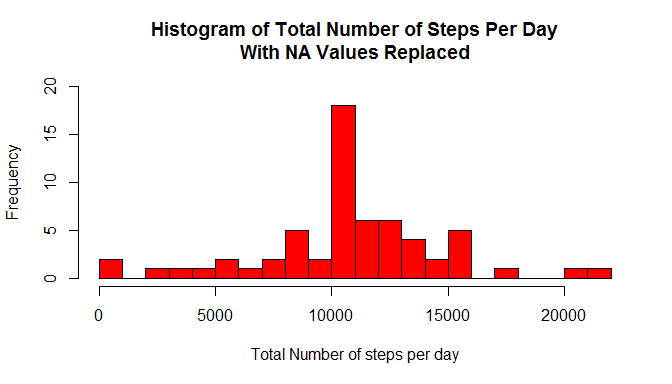 Histogram of Total Number of Steps Per Day
With NA Values Replaced
Frequency
20
15
10
5
0
0 5000 10000 15000 20000
Total Number of steps per day